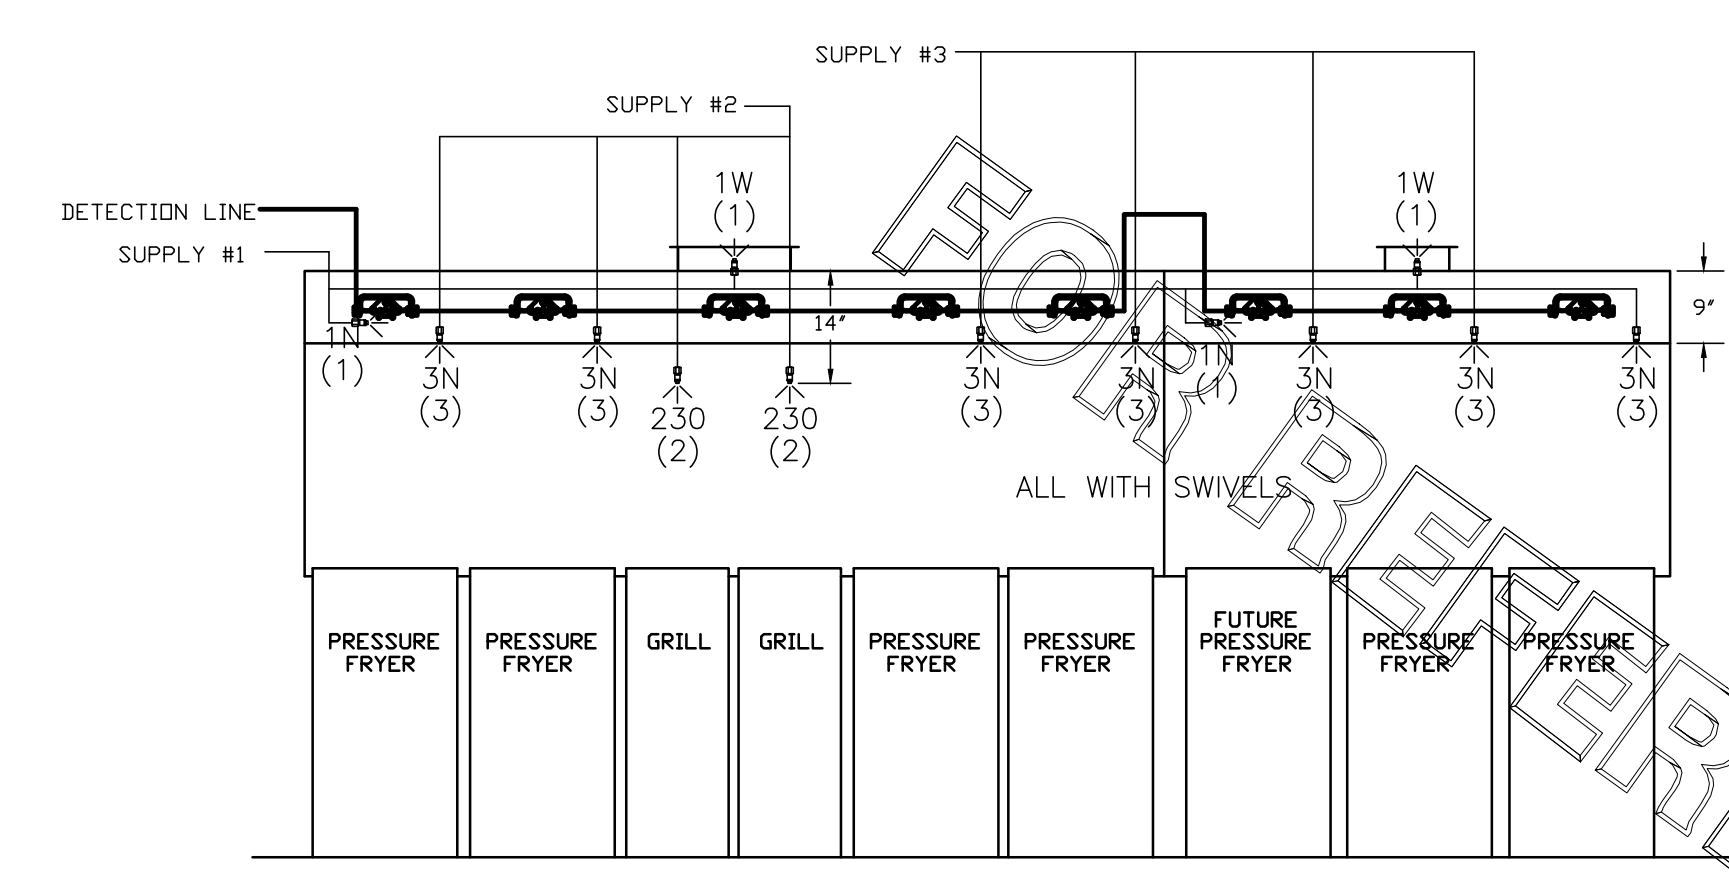 SUPPLY #3
SUPPLY #2
1W
(1)
1W
(1)
DETECTION LINE
SUPPLY #1
9"
14"
1N
(1)
1N
(1)
3N
(3)
3N
(3)
230
(2)
230
(2)
3N
(3)
3N
(3)
3N
(3)
3N
(3)
3N
(3)
ALL WITH SWIVELS
PRESSURE
FRYER
PRESSURE
FRYER
GRILL
GRILL
PRESSURE
FRYER
PRESSURE
FRYER
FUTURE
PRESSURE
FRYER
PRESSURE
FRYER
PRESSURE
FRYER
FOR REFER